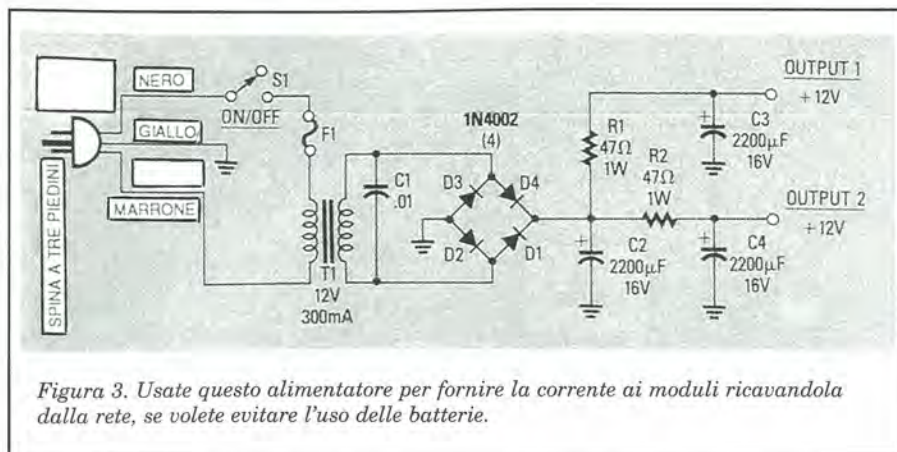 NERO
S1
ON/OFF
GIALLO
F1
MARRONE
SPINA A TRE PIEDINI
T1
12V
300mA
C1
.01
1N4002
(4)
D3
D4
D2
D1
R1
47Ω
1W
R2
47Ω
1W
C2
2200µF
16V
C3
2200µF
16V
C4
2200µF
16V
OUTPUT 1
+12V
OUTPUT 2
+12V
Figura 3. Usate questo alimentatore per fornire la corrente ai moduli ricavandola
dalla rete, se volete evitare l'uso delle batterie.